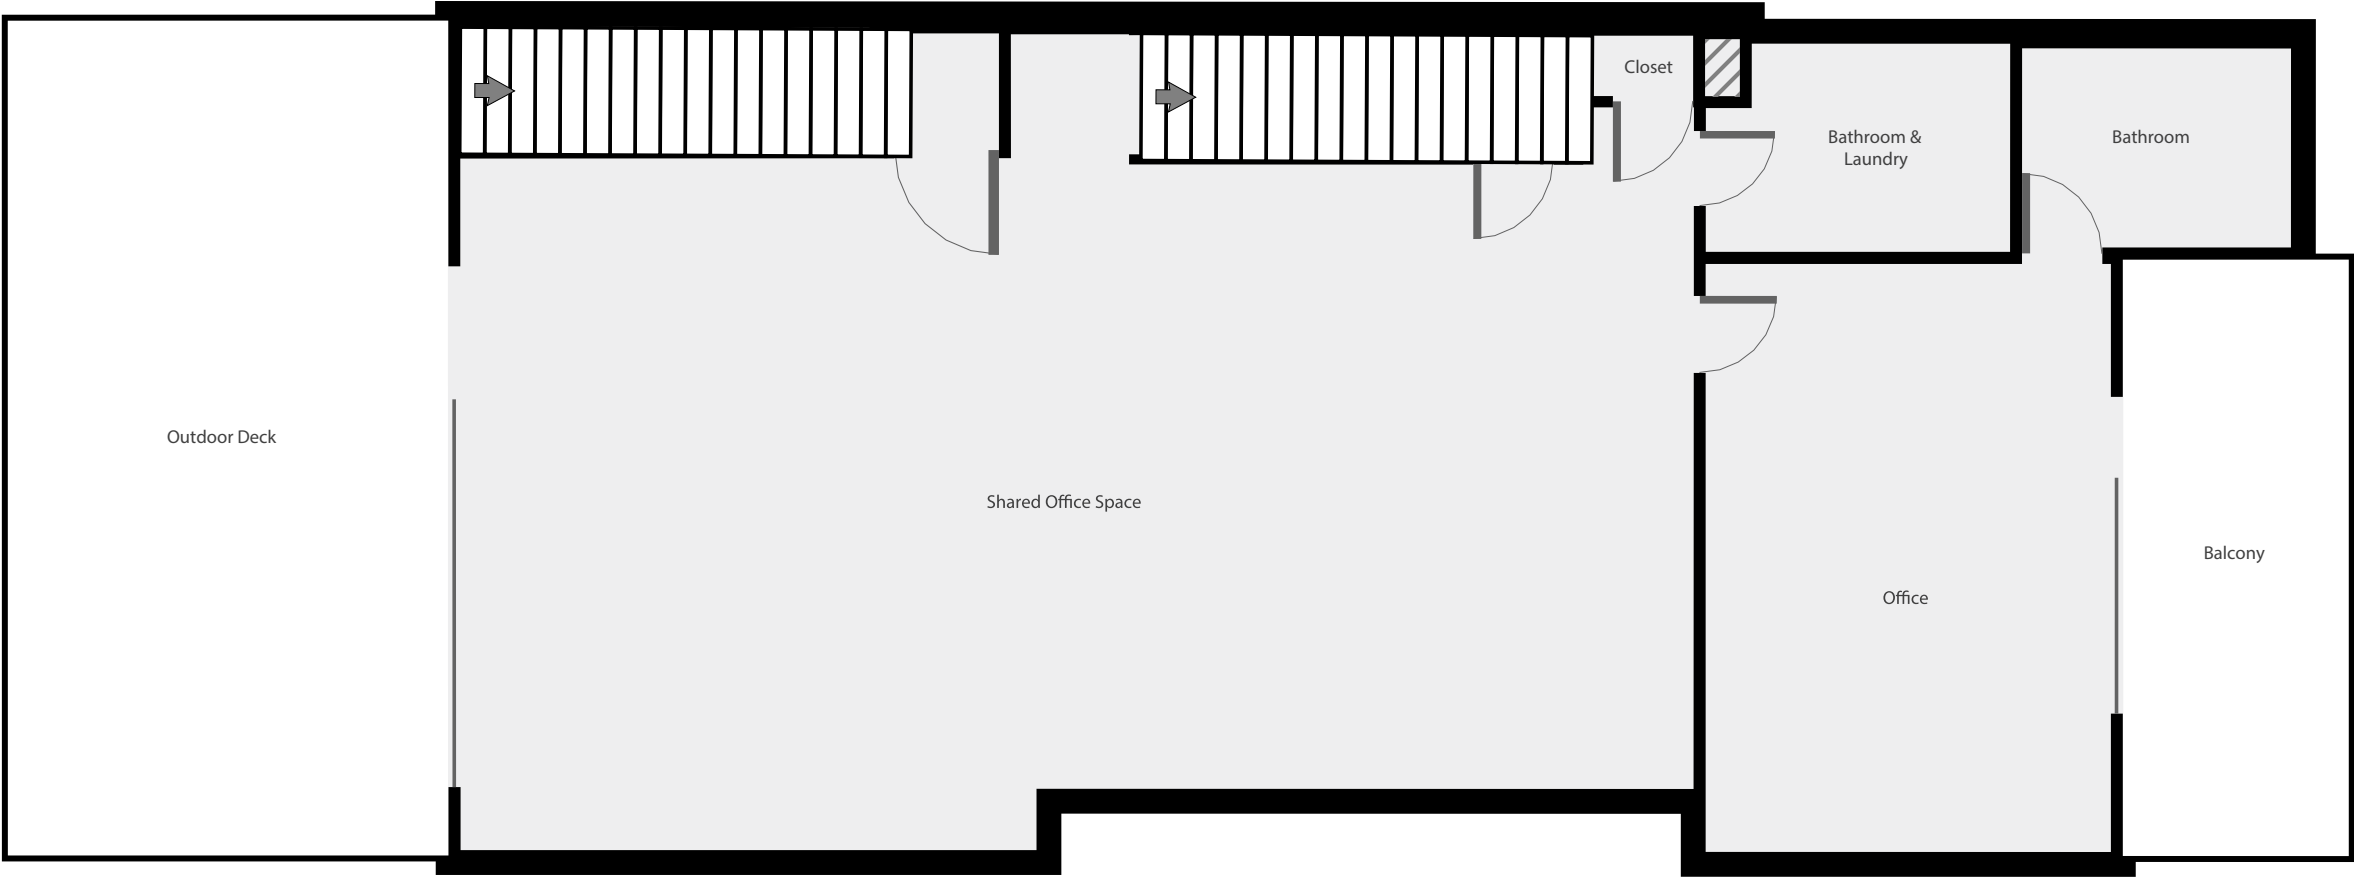 Closet
Bathroom &
Laundry
Bathroom
Outdoor Deck
Shared Office Space
Balcony
Office